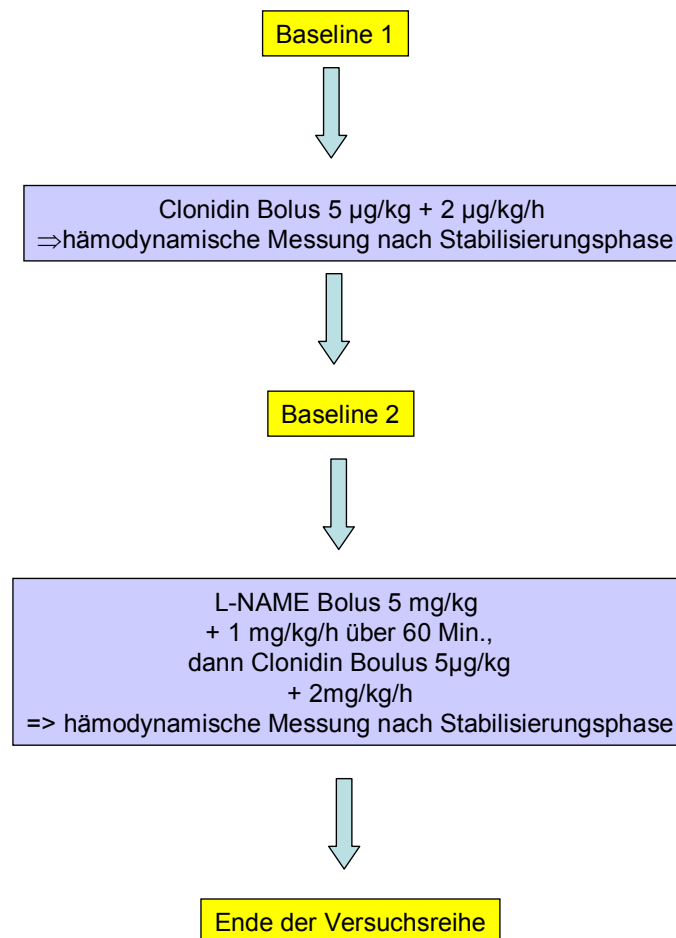 Baseline 1
Clonidin Bolus 5 µg/kg + 2 µg/kg/h
⇒hämodynamische Messung nach Stabilisierungsphase
Baseline 2
L-NAME Bolus 5 mg/kg
+ 1 mg/kg/h über 60 Min.,
dann Clonidin Boulus 5µg/kg
+ 2mg/kg/h
=> hämodynamische Messung nach Stabilisierungsphase
Ende der Versuchsreihe